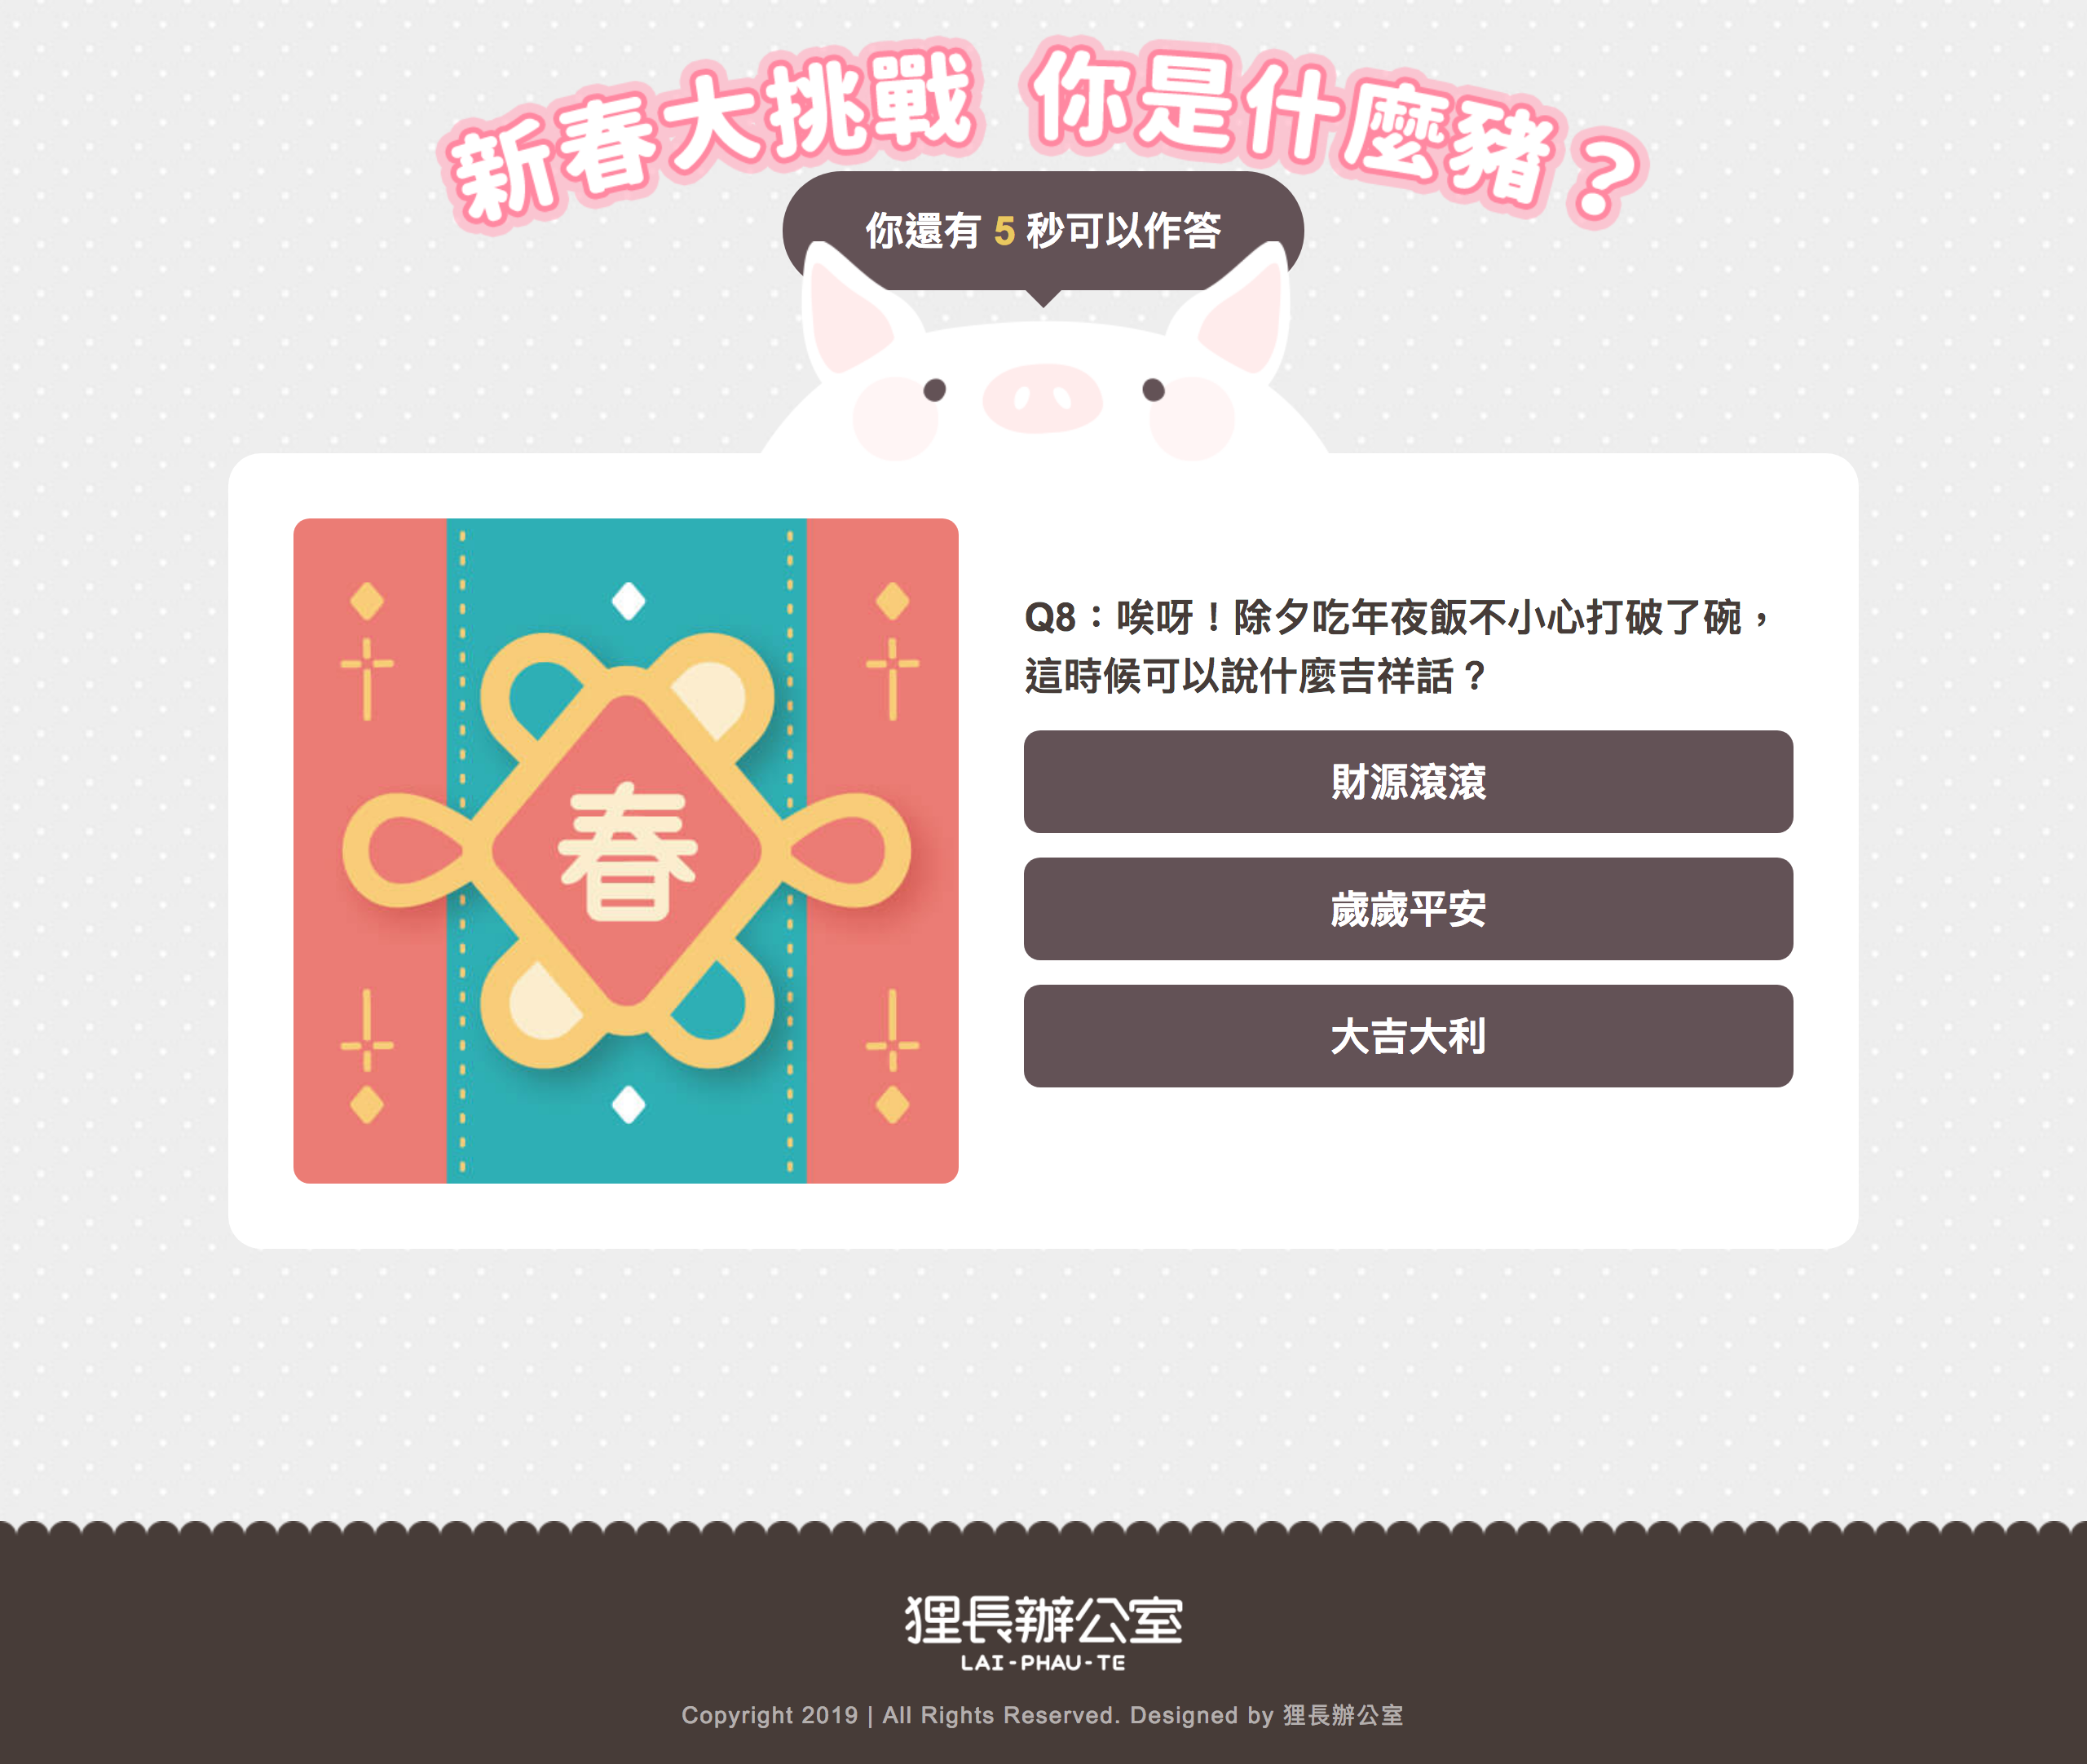 新春大挑戰 你是什麼豬?
你還有 5 秒可以作答
春
Q8：唉呀！除夕吃年夜飯不小心打破了碗，
這時候可以說什麼吉祥話？
財源滾滾
歲歲平安
大吉大利
狸長辦公室
LAI-PHAU-TE
Copyright 2019 | All Rights Reserved. Designed by 狸長辦公室